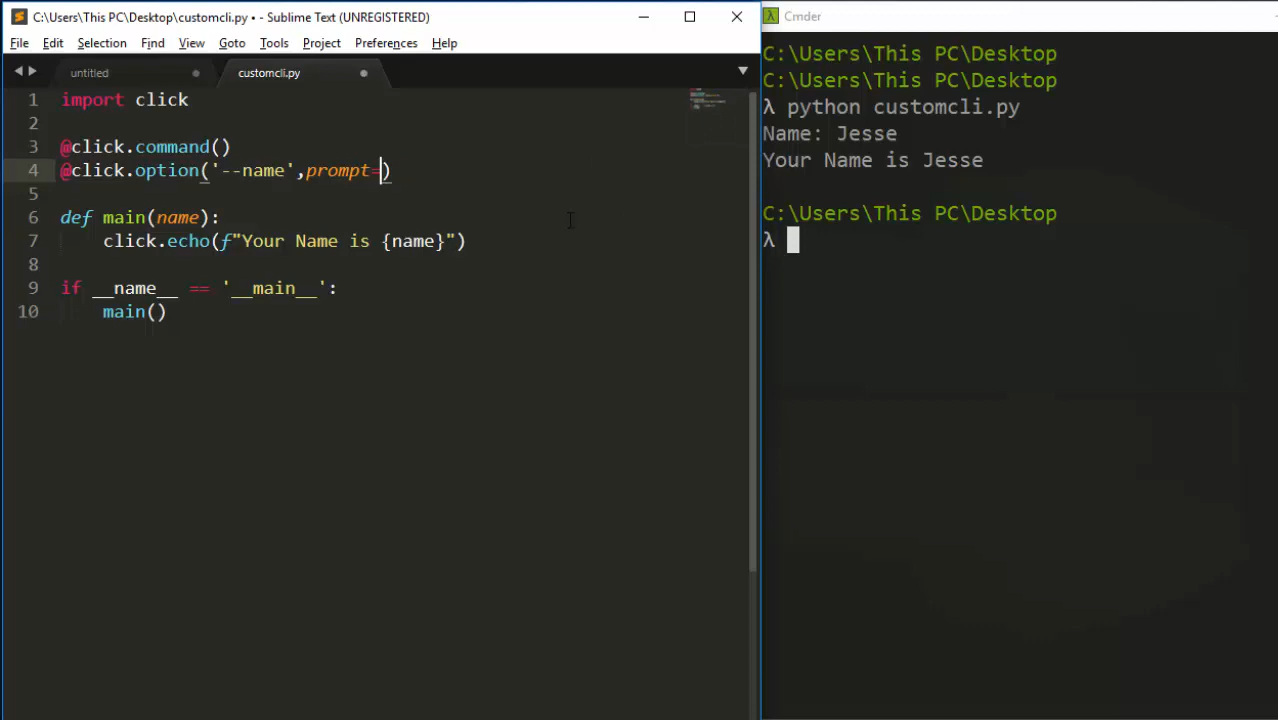 C:\Users\This PC\Desktop\customcli.py • - Sublime Text (UNREGISTERED)
File Edit Selection Find View Goto Tools Project Preferences Help
untitled customcli.py
1 import click
2
3 @click.command()
4 @click.option('--name',prompt=)
5
6 def main(name):
7 click.echo(f"Your Name is {name}")
8
9 if __name__ == '__main__':
10 main()
λ Cmder
C:\Users\This PC\Desktop
C:\Users\This PC\Desktop
λ python customcli.py
Name: Jesse
Your Name is Jesse
C:\Users\This PC\Desktop
λ